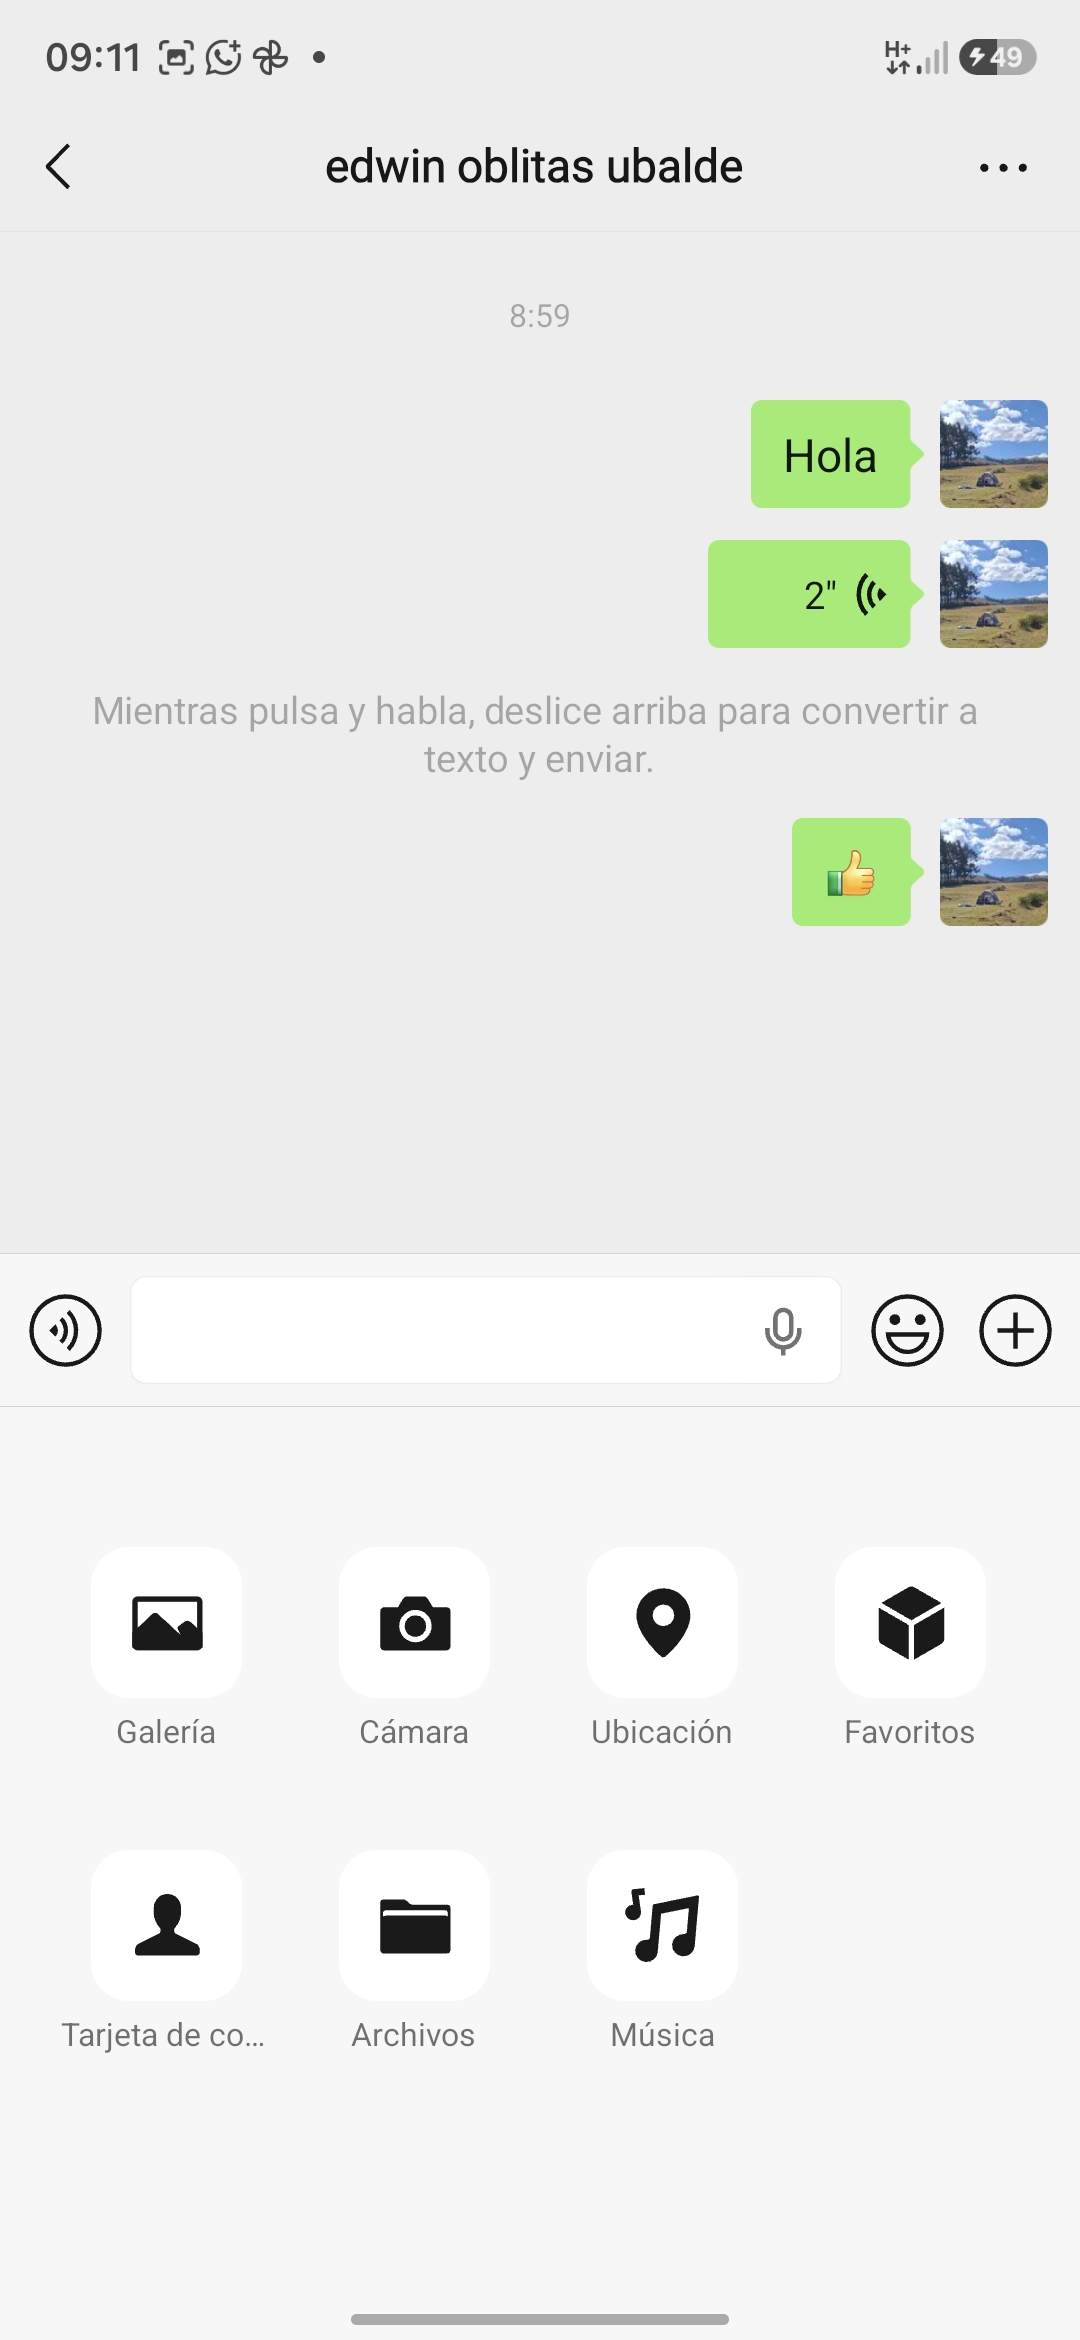 09:11
H+
49
edwin oblitas ubalde
8:59
Hola
2"
Mientras pulsa y habla, deslice arriba para convertir a
texto y enviar.
Galería
Cámara
Ubicación
Favoritos
Tarjeta de co...
Archivos
Música